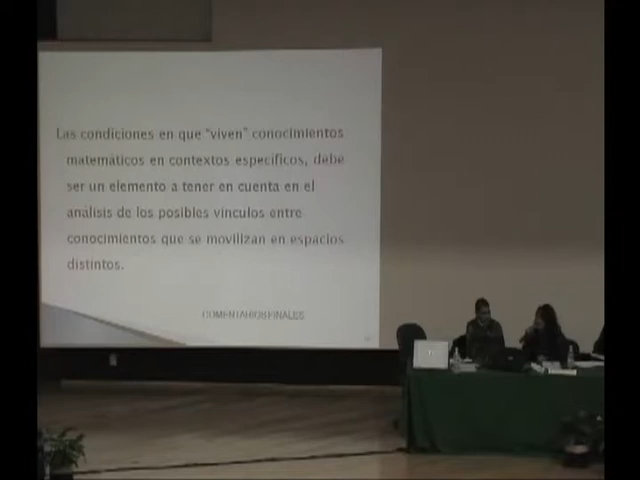 Las condiciones en que "viven" conocimientos
matemáticos en contextos específicos, debe
ser un elemento a tener en cuenta en el
análisis de los posibles vínculos entre
conocimientos que se movilizan en espacios
distintos.
COMENTARIOS FINALES